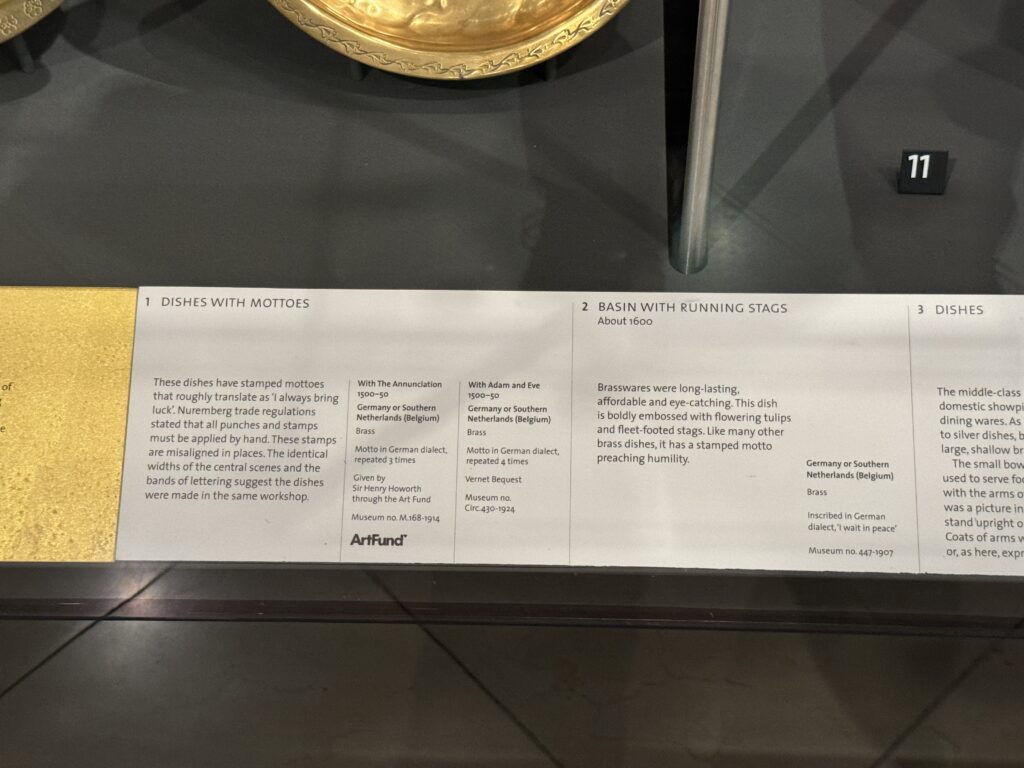 11
of
e
1 DISHES WITH MOTTOES
These dishes have stamped mottoes
that roughly translate as 'I always bring
luck'. Nuremberg trade regulations
stated that all punches and stamps
must be applied by hand. These stamps
are misaligned in places. The identical
widths of the central scenes and the
bands of lettering suggest the dishes
were made in the same workshop.
With The Annunciation
1500–50
Germany or Southern
Netherlands (Belgium)
Brass
Motto in German dialect,
repeated 3 times
Given by
Sir Henry Howorth
through the Art Fund
Museum no. M.168-1914
ArtFund
With Adam and Eve
1500–50
Germany or Southern
Netherlands (Belgium)
Brass
Motto in German dialect,
repeated 4 times
Vernet Bequest
Museum no.
Circ.430-1924
2 BASIN WITH RUNNING STAGS
About 1600
Brasswares were long-lasting,
affordable and eye-catching. This dish
is boldly embossed with flowering tulips
and fleet-footed stags. Like many other
brass dishes, it has a stamped motto
preaching humility.
Germany or Southern
Netherlands (Belgium)
Brass
Inscribed in German
dialect, 'I wait in peace'
Museum no. 447-1907
3 DISHES
The middle-class
domestic showpi
dining wares. As
to silver dishes, b
large, shallow br
The small bow
used to serve foo
with the arms o
was a picture in
stand upright o
Coats of arms w
or, as here, expr